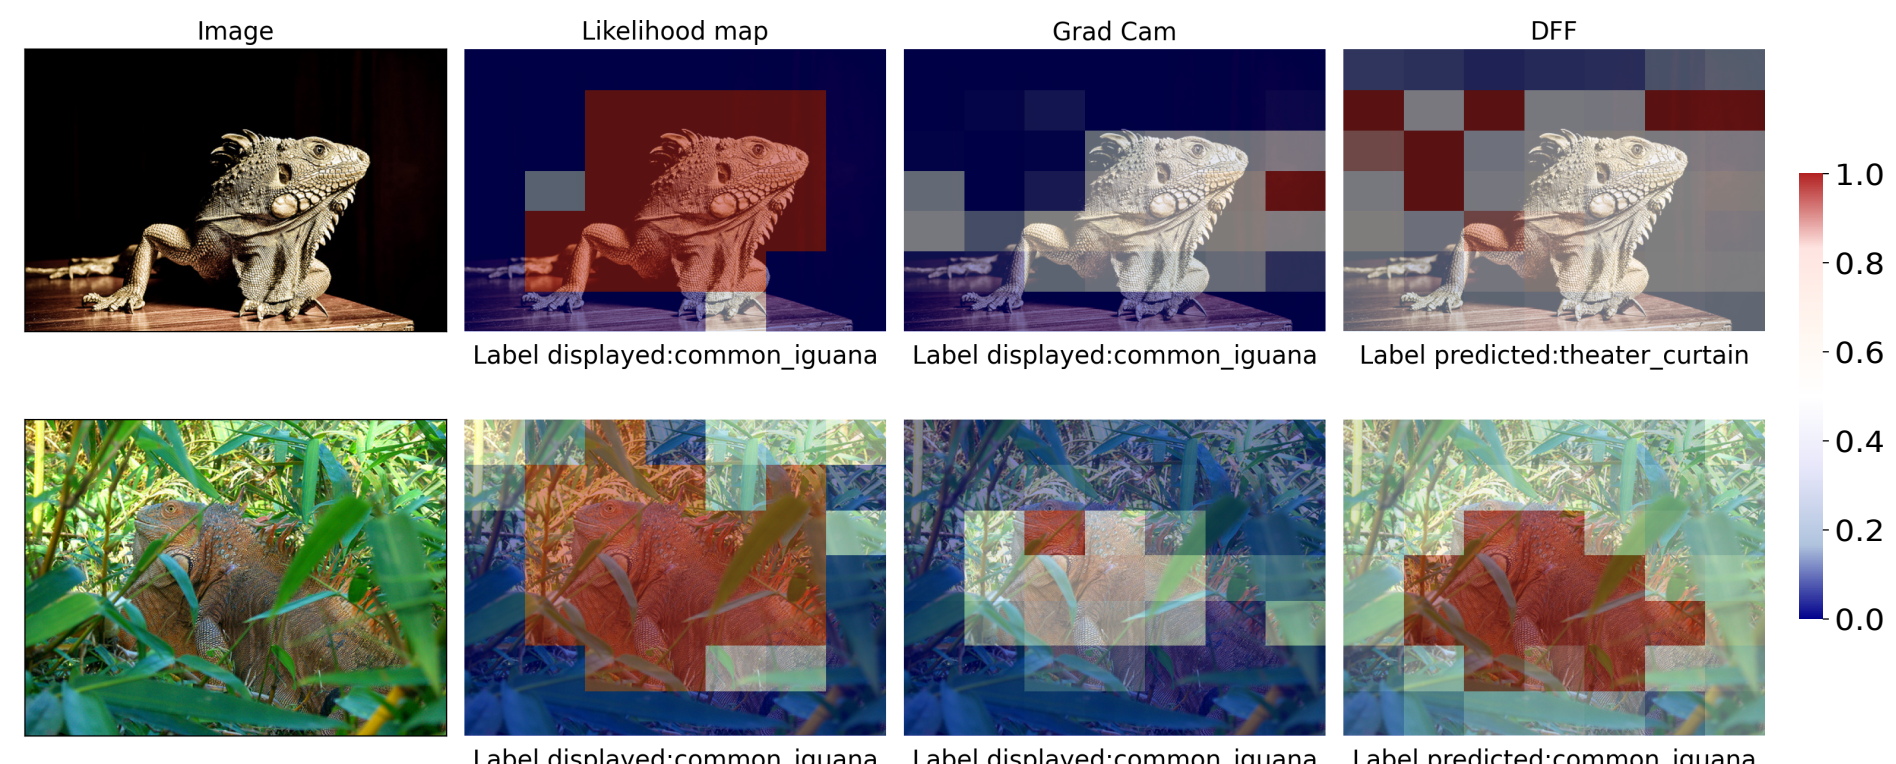 Image Likelihood map Grad Cam DFF
1.0
0.8
0.6
0.4
0.2
0.0
Label displayed:common_iguana Label displayed:common_iguana Label predicted:theater_curtain
Label displayed:common_iguana Label displayed:common_iguana Label predicted:common_iguana